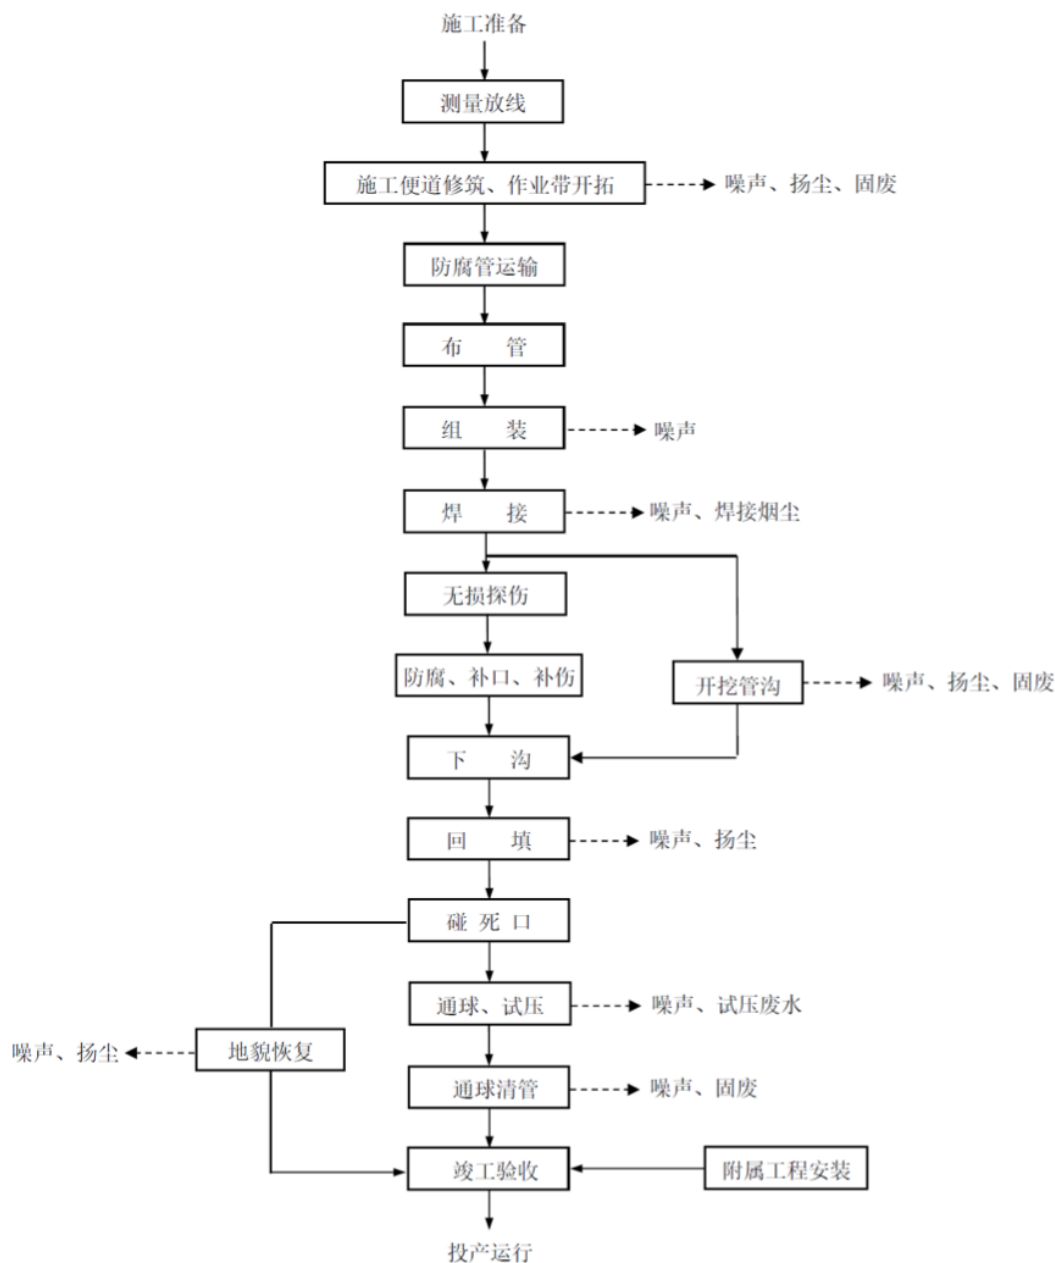 施工准备
测量放线
施工便道修筑、作业带开拓
噪声、扬尘、固废
防腐管运输
布 管
组 装
噪声
焊 接
噪声、焊接烟尘
无损探伤
防腐、补口、补伤
开挖管沟
噪声、扬尘、固废
下 沟
回 填
噪声、扬尘
碰 死 口
通球、试压
噪声、试压废水
噪声、扬尘
地貌恢复
通球清管
噪声、固废
竣工验收
附属工程安装
投产运行